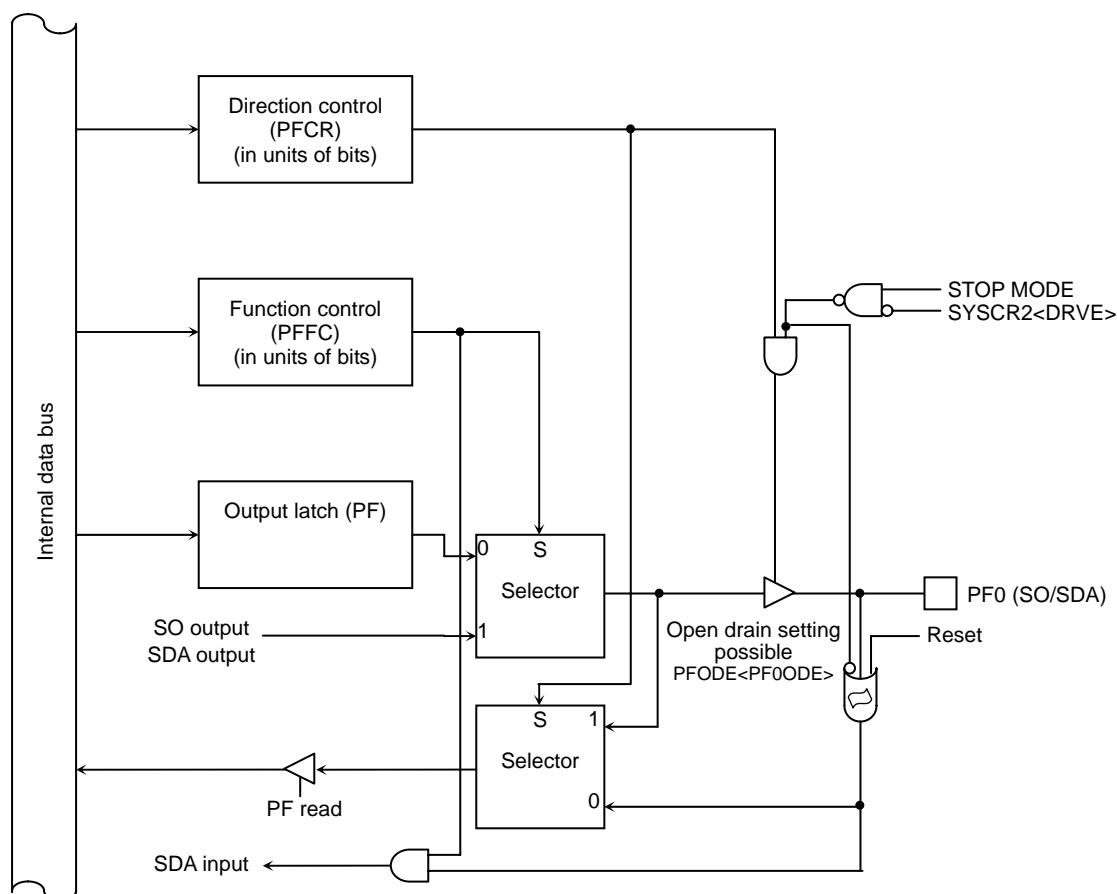 Internal data bus
Direction control
(PFCR)
(in units of bits)
Function control
(PFFC)
(in units of bits)
STOP MODE
SYSCR2<DRVE>
Output latch (PF)
0
S
Selector
1
SO output
SDA output
PF0 (SO/SDA)
Open drain setting
possible
PFODE<PF0ODE>
Reset
S
1
Selector
0
PF read
SDA input